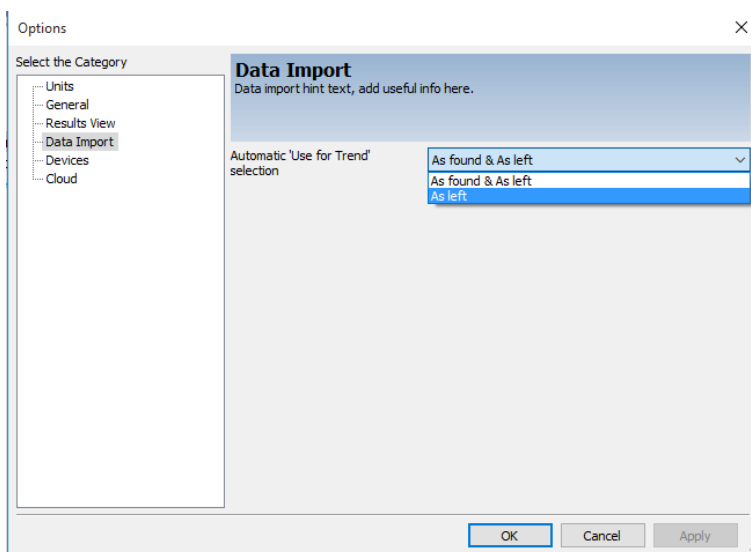 Options
Select the Category
Units
General
Results View
Data Import
Devices
Cloud
Data Import
Data import hint text, add useful info here.
Automatic 'Use for Trend'
selection
As found & As left
As found & As left
As left
OK
Cancel
Apply